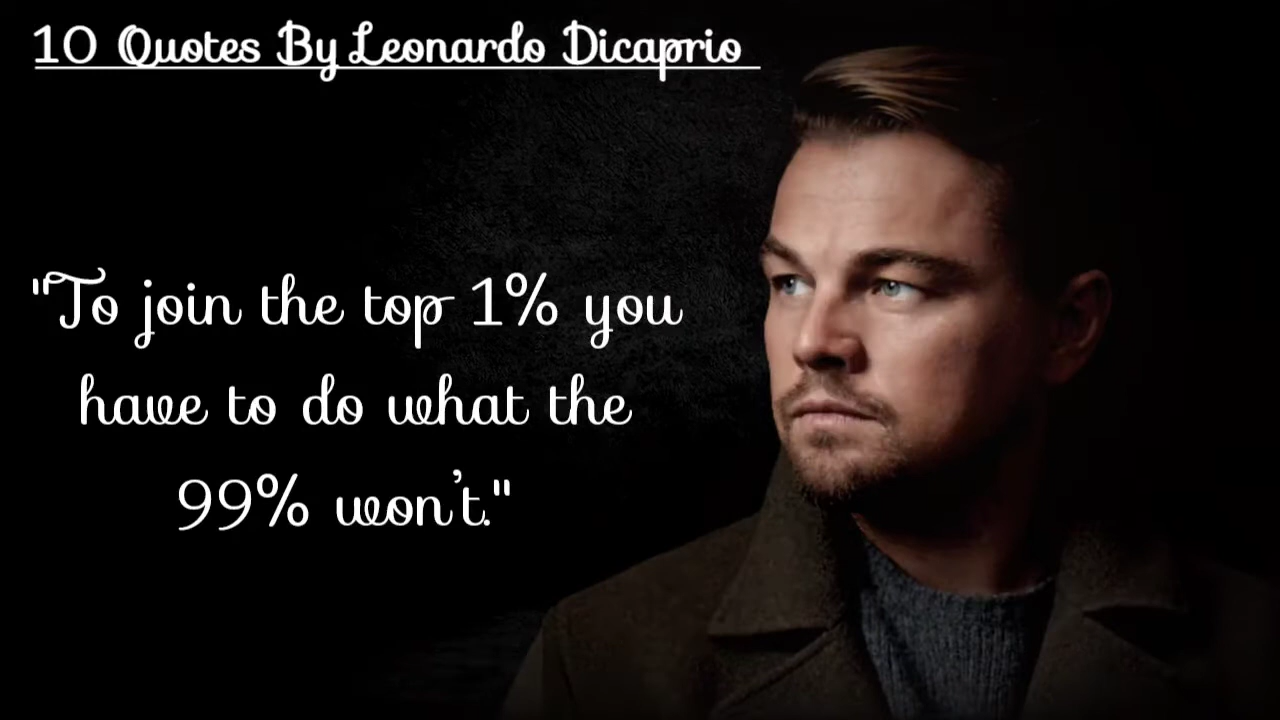 10 Quotes By Leonardo Dicaprio
"To join the top 1% you
have to do what the
99% won't."